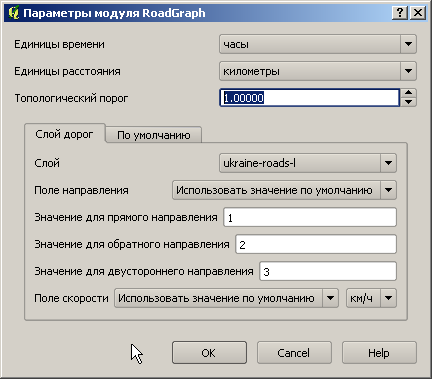 Параметры модуля RoadGraph
Единицы времени часы
Единицы расстояния километры
Топологический порог 1.00000
Слой дорог По умолчанию
Слой ukraine-roads-l
Поле направления Использовать значение по умолчанию
Значение для прямого направления 1
Значение для обратного направления 2
Значение для двустороннего направления 3
Поле скорости Использовать значение по умолчанию км/ч
OK Cancel Help